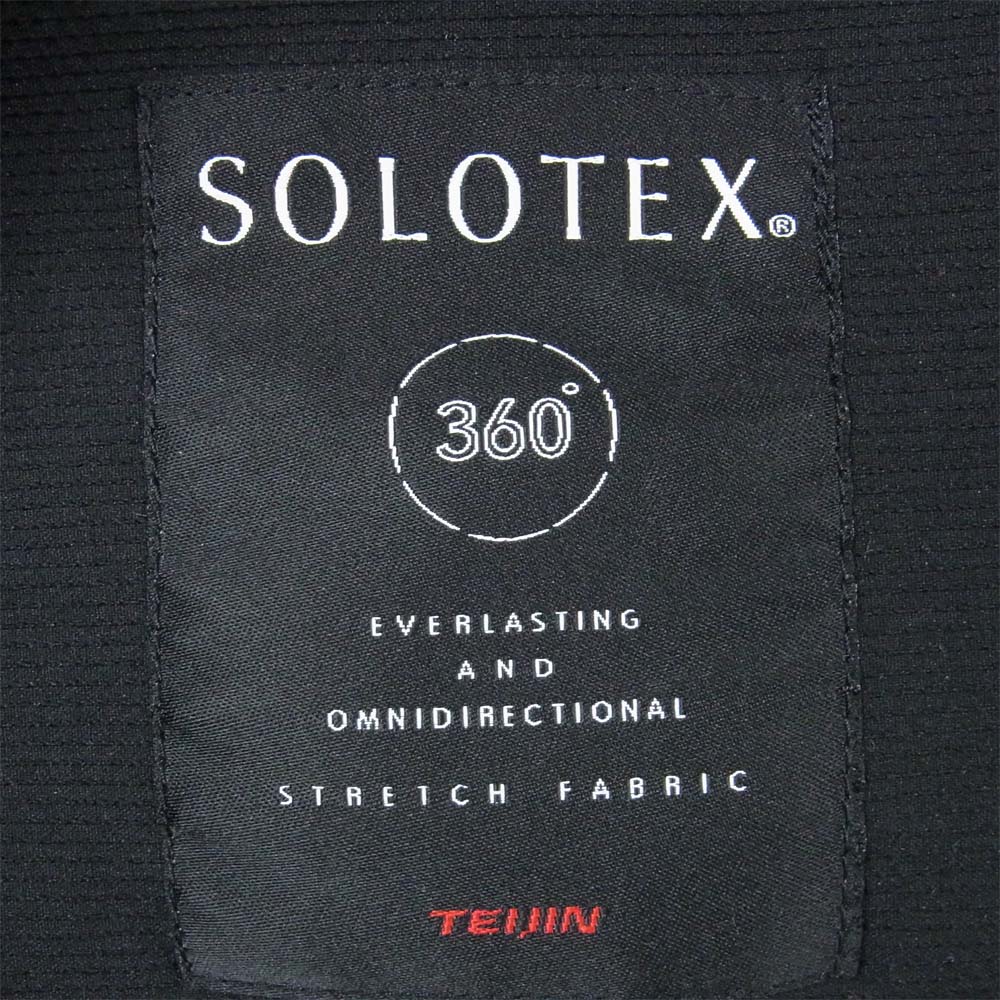 SOLOTEX®
360°
EVERLASTING
AND
OMNIDIRECTIONAL
STRETCH FABRIC
TEIJIN